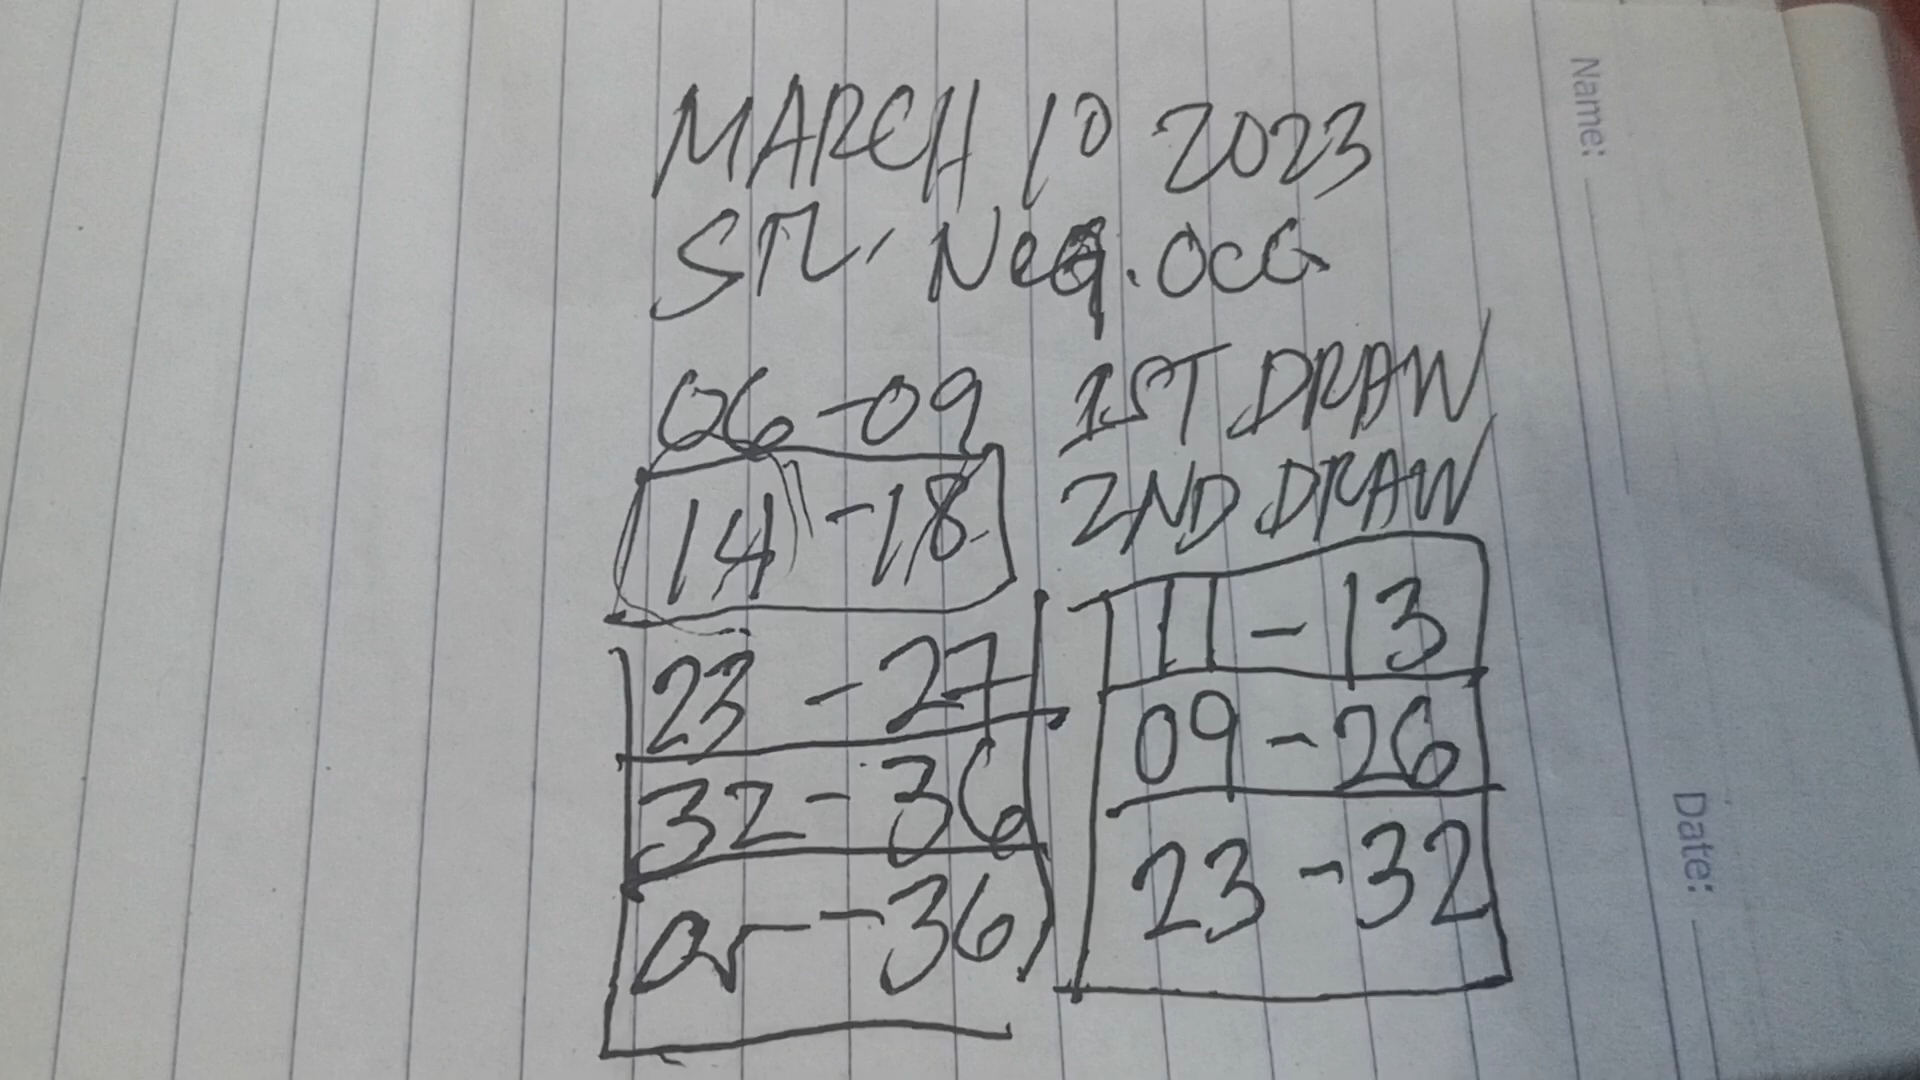 MARCH 10 2023
STL. Neg. OCC
06-09 1ST DRAW
14-18 2ND DRAW
23-27
32-36
-36
11-13
09-26
23-32
Name:
Date: